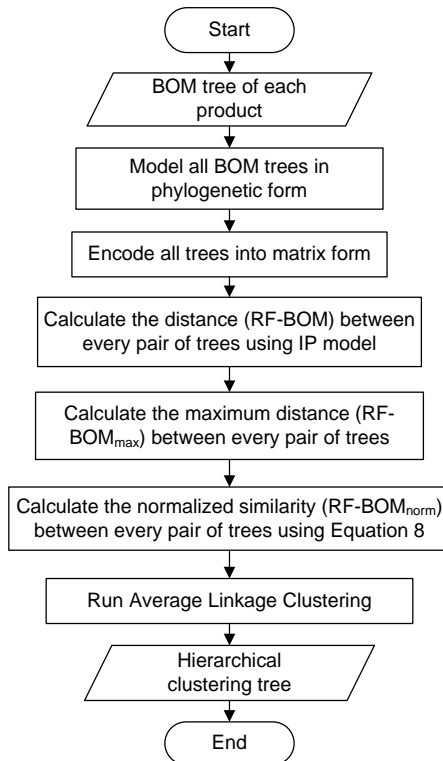 Start
BOM tree of each
product
Model all BOM trees in
phylogenetic form
Encode all trees into matrix form
Calculate the distance (RF-BOM) between
every pair of trees using IP model
Calculate the maximum distance (RF-
BOMmax) between every pair of trees
Calculate the normalized similarity (RF-BOMnorm)
between every pair of trees using Equation 8
Run Average Linkage Clustering
Hierarchical
clustering tree
End